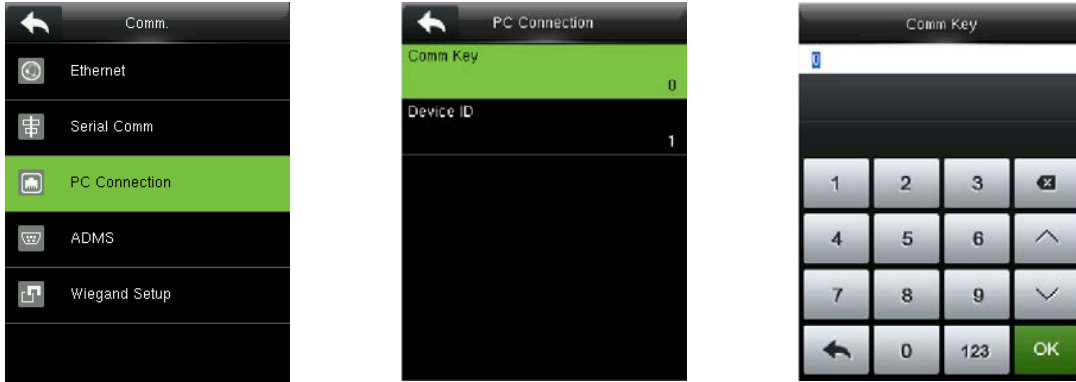 Comm.
Ethernet
Serial Comm
PC Connection
ADMS
Wiegand Setup
PC Connection
Comm Key
0
Device ID
1
Comm Key
0
1 2 3
4 5 6
7 8 9
0 123 OK